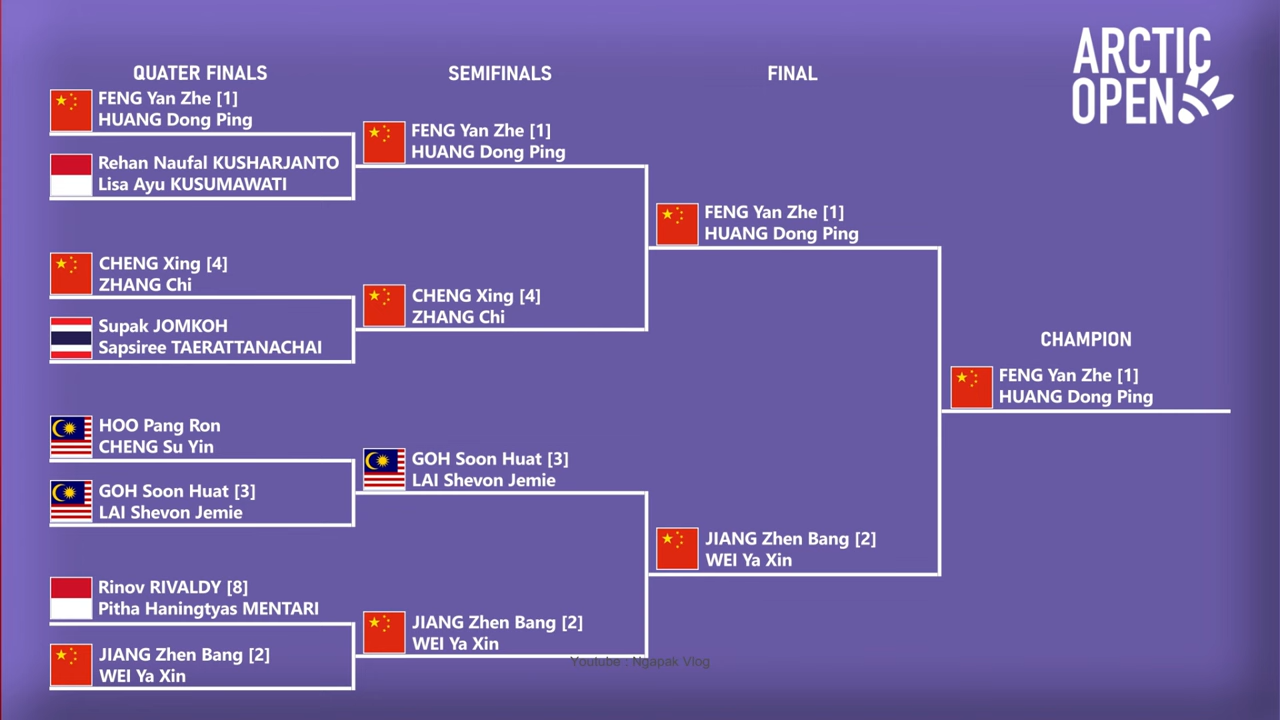 ARCTIC
OPEN
QUATER FINALS
SEMIFINALS
FINAL
FENG Yan Zhe [1]
HUANG Dong Ping
Rehan Naufal KUSHARJANTO
Lisa Ayu KUSUMAWATI
CHENG Xing [4]
ZHANG Chi
Supak JOMKOH
Sapsiree TAERATTANACHAI
HOO Pang Ron
CHENG Su Yin
GOH Soon Huat [3]
LAI Shevon Jemie
Rinov RIVALDY [8]
Pitha Haningtyas MENTARI
JIANG Zhen Bang [2]
WEI Ya Xin
FENG Yan Zhe [1]
HUANG Dong Ping
CHENG Xing [4]
ZHANG Chi
GOH Soon Huat [3]
LAI Shevon Jemie
JIANG Zhen Bang [2]
WEI Ya Xin
FENG Yan Zhe [1]
HUANG Dong Ping
JIANG Zhen Bang [2]
WEI Ya Xin
CHAMPION
FENG Yan Zhe [1]
HUANG Dong Ping
Youtube : Ngapak Vlog